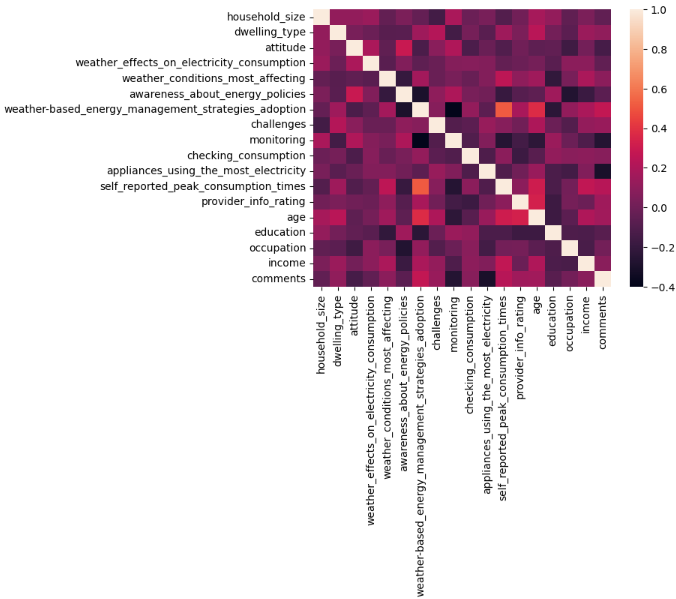 household_size
dwelling_type
attitude
weather_effects_on_electricity_consumption
weather_conditions_most_affecting
awareness_about_energy_policies
weather-based_energy_management_strategies_adoption
challenges
monitoring
checking_consumption
appliances_using_the_most_electricity
self_reported_peak_consumption_times
provider_info_rating
age
education
occupation
income
comments
household_size
dwelling_type
attitude
weather_effects_on_electricity_consumption
weather_conditions_most_affecting
awareness_about_energy_policies
weather-based_energy_management_strategies_adoption
challenges
monitoring
checking_consumption
appliances_using_the_most_electricity
self_reported_peak_consumption_times
provider_info_rating
age
education
occupation
income
comments
1.0
0.8
0.6
0.4
0.2
0.0
−0.2
−0.4